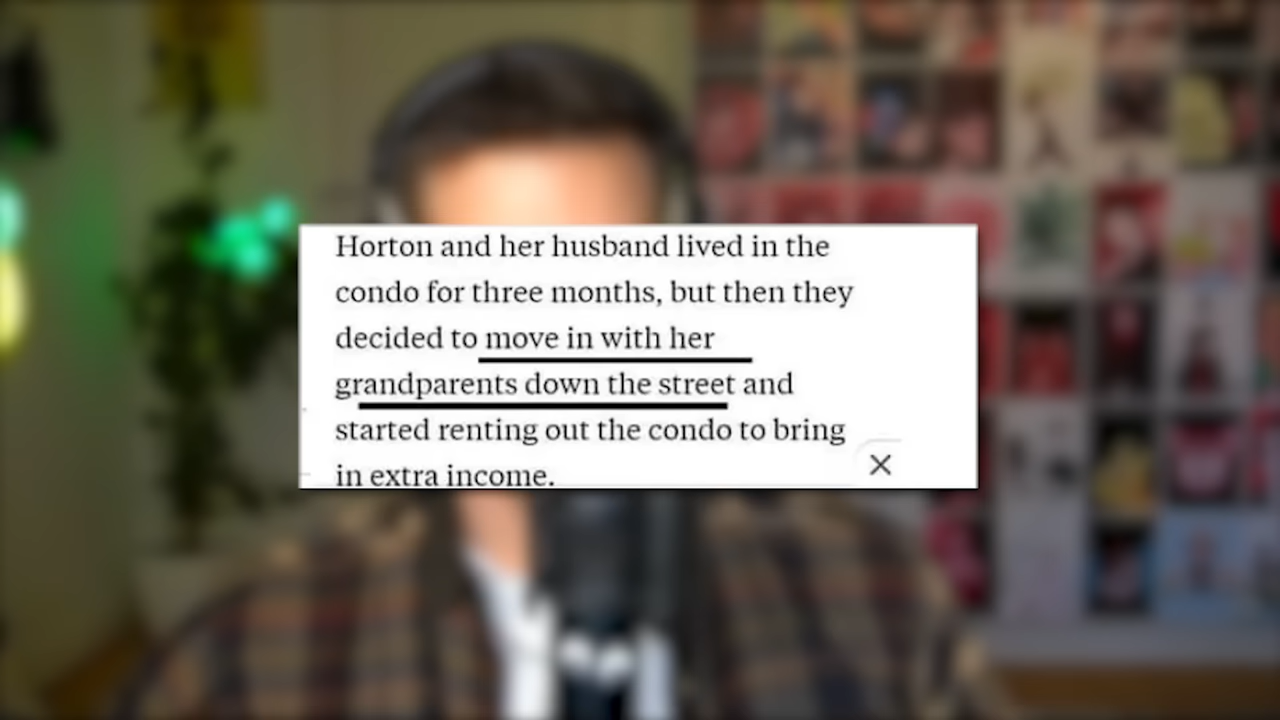 Horton and her husband lived in the
condo for three months, but then they
decided to move in with her
grandparents down the street and
started renting out the condo to bring
in extra income.